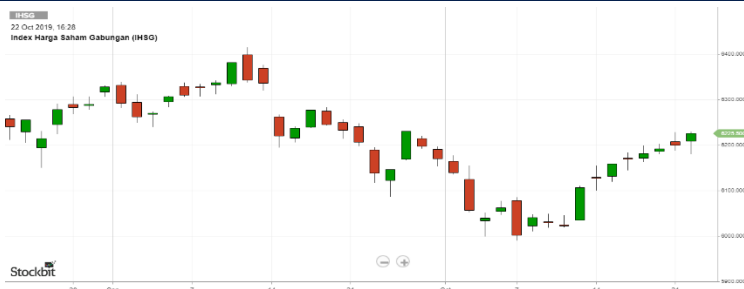 IHSG
22 Oct 2019, 16:28
Index Harga Saham Gabungan (IHSG)
6400.000
6300.000
6200.000
6100.000
6000.000
5900.000
Stockbit